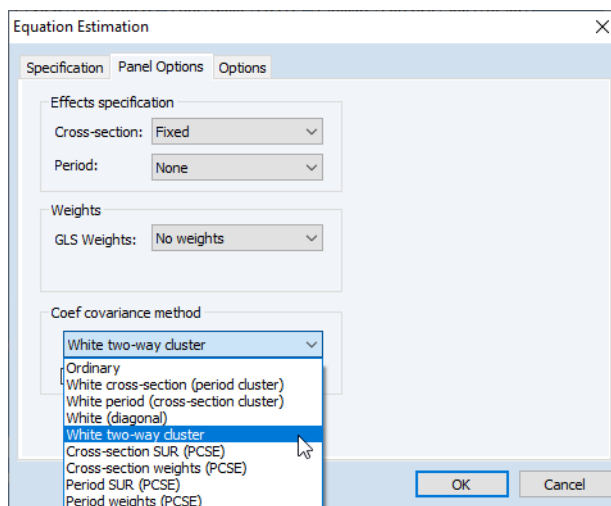 Equation Estimation
Specification Panel Options Options
Effects specification
Cross-section: Fixed
Period: None
Weights
GLS Weights: No weights
Coef covariance method
White two-way cluster
Ordinary
White cross-section (period cluster)
White period (cross-section cluster)
White (diagonal)
White two-way cluster
Cross-section SUR (PCSE)
Cross-section weights (PCSE)
Period SUR (PCSE)
Period weights (PCSE)
OK Cancel